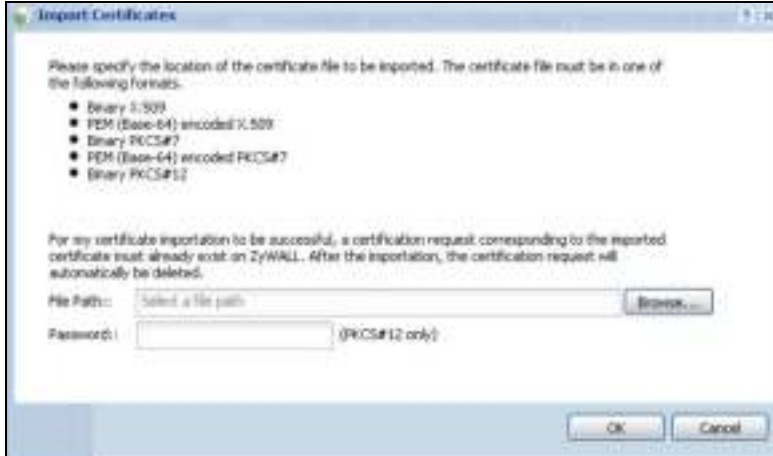 Import Certificates
Please specify the location of the certificate file to be imported. The certificate file must be in one of
the following formats.
Binary X.509
PEM (Base-64) encoded X.509
Binary PKCS#7
PEM (Base-64) encoded PKCS#7
Binary PKCS#12
For my certificate importation to be successful, a certification request corresponding to the imported
certificate must already exist on ZyWALL. After the importation, the certification request will
automatically be deleted.
File Path: Select a file path Browse...
Password: (PKCS#12 only)
OK Cancel